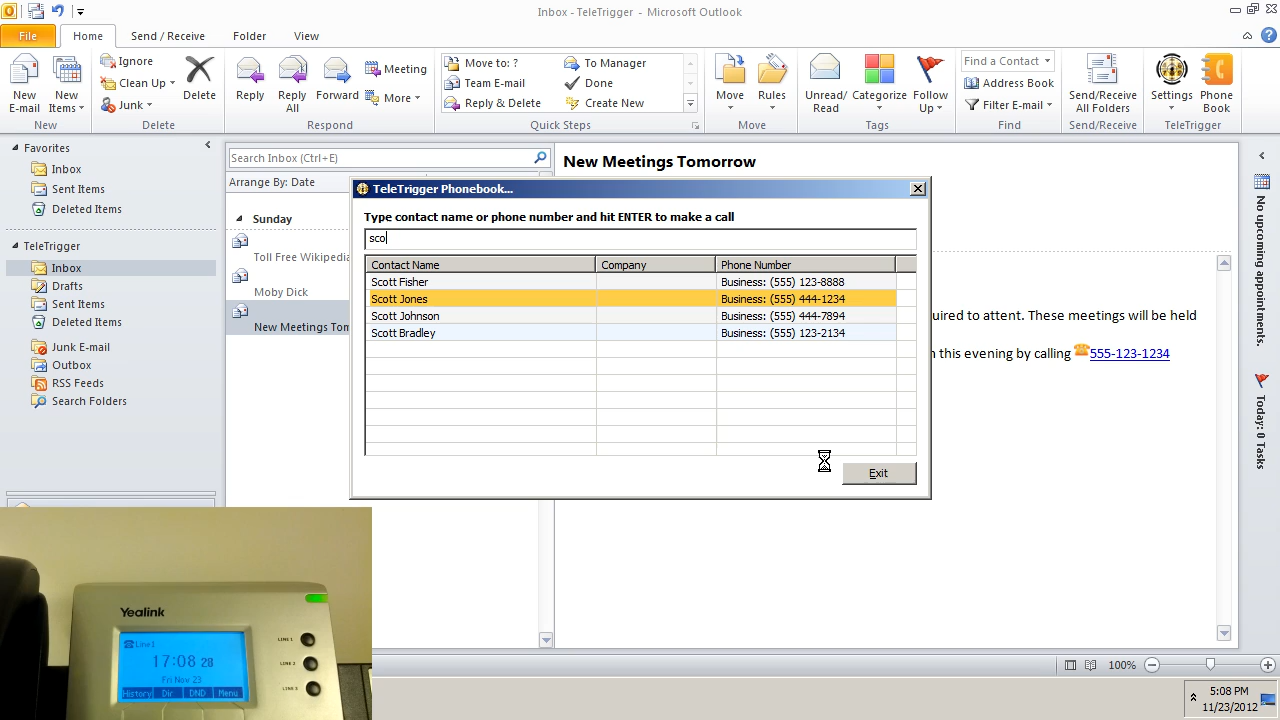 Inbox - TeleTrigger - Microsoft Outlook
File Home Send / Receive Folder View
New E-mail
New Items
New
Ignore
Clean Up
Junk
Delete
Delete
Reply
Reply All
Forward
Meeting
More
Respond
Move to: ?
Team E-mail
Reply & Delete
To Manager
Done
Create New
Quick Steps
Move
Rules
Move
Unread/ Read
Categorize
Follow Up
Tags
Find a Contact
Address Book
Filter E-mail
Find
Send/Receive All Folders
Send/Receive
Settings
Phone Book
TeleTrigger
Favorites
Inbox
Sent Items
Deleted Items
TeleTrigger
Inbox
Drafts
Sent Items
Deleted Items
Junk E-mail
Outbox
RSS Feeds
Search Folders
Search Inbox (Ctrl+E)
Arrange By: Date
Sunday
Toll Free Wikipedia
Moby Dick
New Meetings Tom
New Meetings Tomorrow
uired to attent. These meetings will be held
n this evening by calling 555-123-1234
TeleTrigger Phonebook...
Type contact name or phone number and hit ENTER to make a call
sco
Contact Name Company Phone Number
Scott Fisher Business: (555) 123-8888
Scott Jones Business: (555) 444-1234
Scott Johnson Business: (555) 444-7894
Scott Bradley Business: (555) 123-2134
Exit
No upcoming appointments.
Today: 0 Tasks
Yealink
LINE 1
LINE 2
LINE 3
Line1
17:08 28
Fri Nov 23
History Dir DND Menu
100%
5:08 PM
11/23/2012